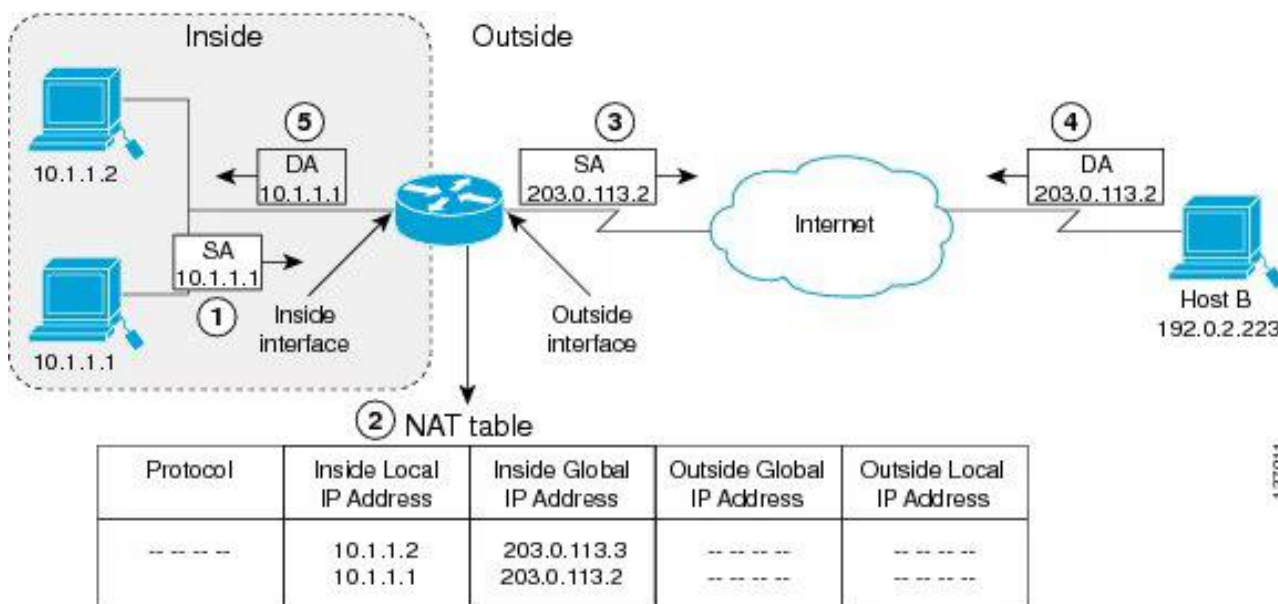 Inside
Outside
5
3
4
DA
10.1.1.1
SA
203.0.113.2
DA
203.0.113.2
10.1.1.2
Internet
SA
10.1.1.1
1
Inside
interface
Outside
interface
Host B
192.0.2.223
10.1.1.1
2 NAT table
Protocol
Inside Local
IP Address
Inside Global
IP Address
Outside Global
IP Address
Outside Local
IP Address
-- -- -- --
10.1.1.2
203.0.113.3
-- -- -- --
-- -- -- --
10.1.1.1
203.0.113.2
-- -- -- --
-- -- -- --